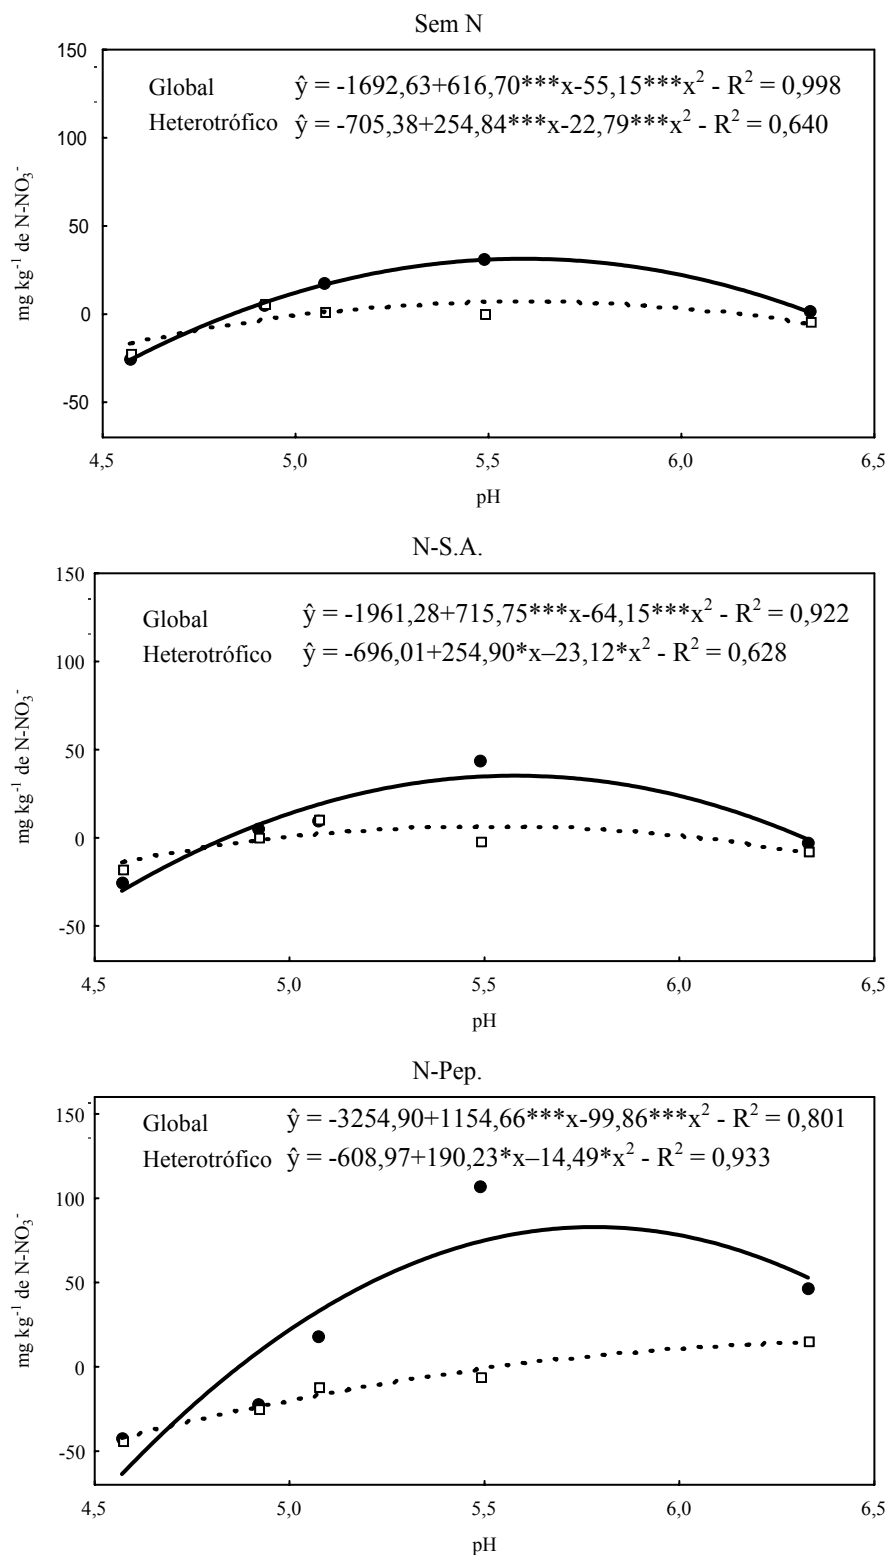 Sem N
Global ŷ = -1692,63+616,70***x-55,15***x² - R² = 0,998
Heterotrófico ŷ = -705,38+254,84***x-22,79***x² - R² = 0,640
150
100
50
0
-50
mg kg⁻¹ de N-NO₃⁻
4,5 5,0 5,5 6,0 6,5
pH
N-S.A.
Global ŷ = -1961,28+715,75***x-64,15***x² - R² = 0,922
Heterotrófico ŷ = -696,01+254,90*x–23,12*x² - R² = 0,628
150
100
50
0
-50
mg kg⁻¹ de N-NO₃⁻
4,5 5,0 5,5 6,0 6,5
pH
N-Pep.
Global ŷ = -3254,90+1154,66***x-99,86***x² - R² = 0,801
Heterotrófico ŷ = -608,97+190,23*x–14,49*x² - R² = 0,933
150
100
50
0
-50
mg kg⁻¹ de N-NO₃⁻
4,5 5,0 5,5 6,0 6,5
pH